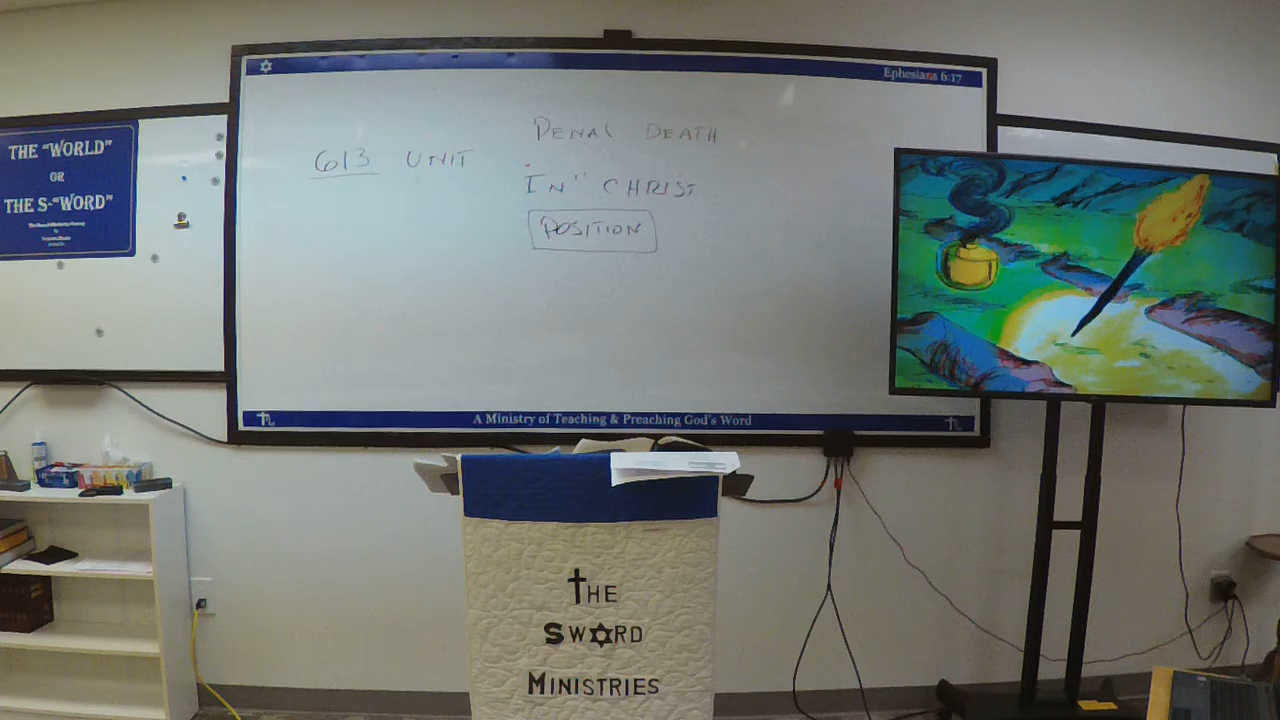 THE "WORLD"
OR
THE S-"WORD"
Ephesians 6:17
PENAL DEATH
613 UNIT
"IN" CHRIST
POSITION
A Ministry of Teaching & Preaching God's Word
THE
SWORD
MINISTRIES